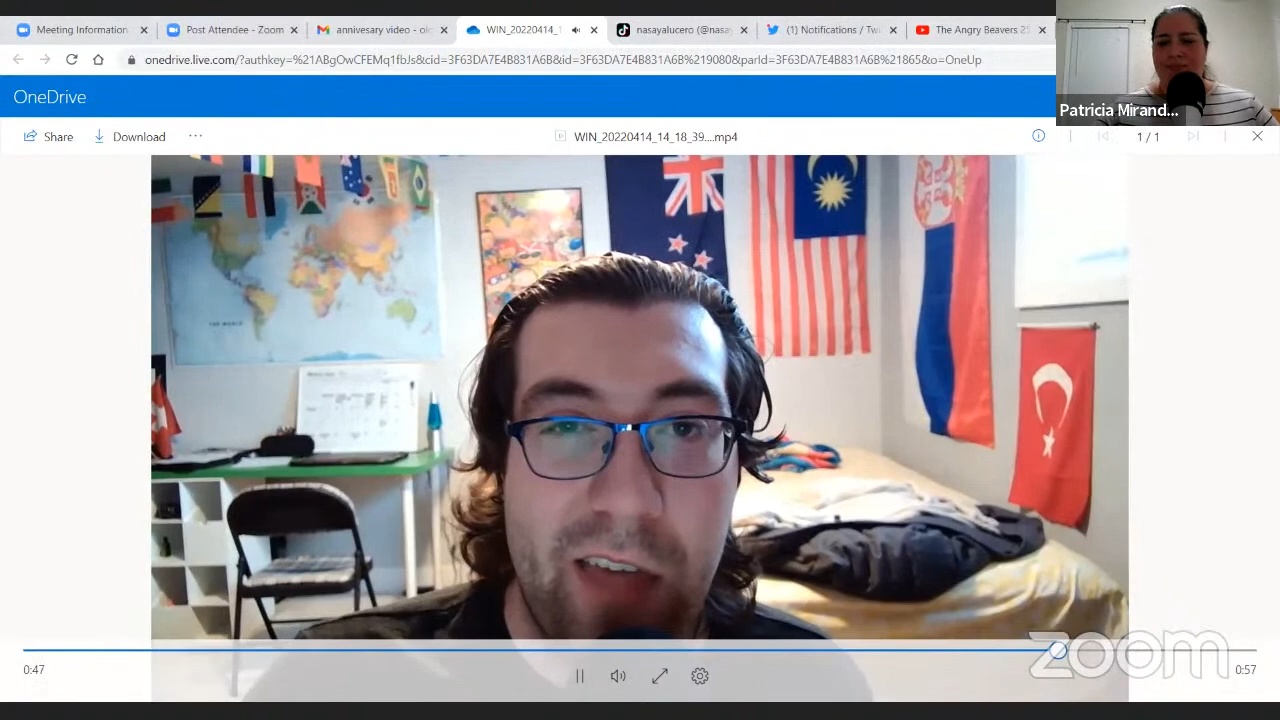 Meeting Information
Post Attendee - Zoom
anniversary video - c
WIN_20220414_1
nasayalucero (@nasay
(1) Notifications / Tw
The Angry Beavers 25
onedrive.live.com/?authkey=%21ABgOwCFEMq1fbJs&cid=3F63DA7E4B831A6B&id=3F63DA7E4B831A6B%219080&parId=3F63DA7E4B831A6B%21865&o=OneUp
Patricia Mirand...
OneDrive
Share
Download
...
WIN_20220414_14_18_39....mp4
1 / 1
THE WORLD
0:47
0:57
zoom